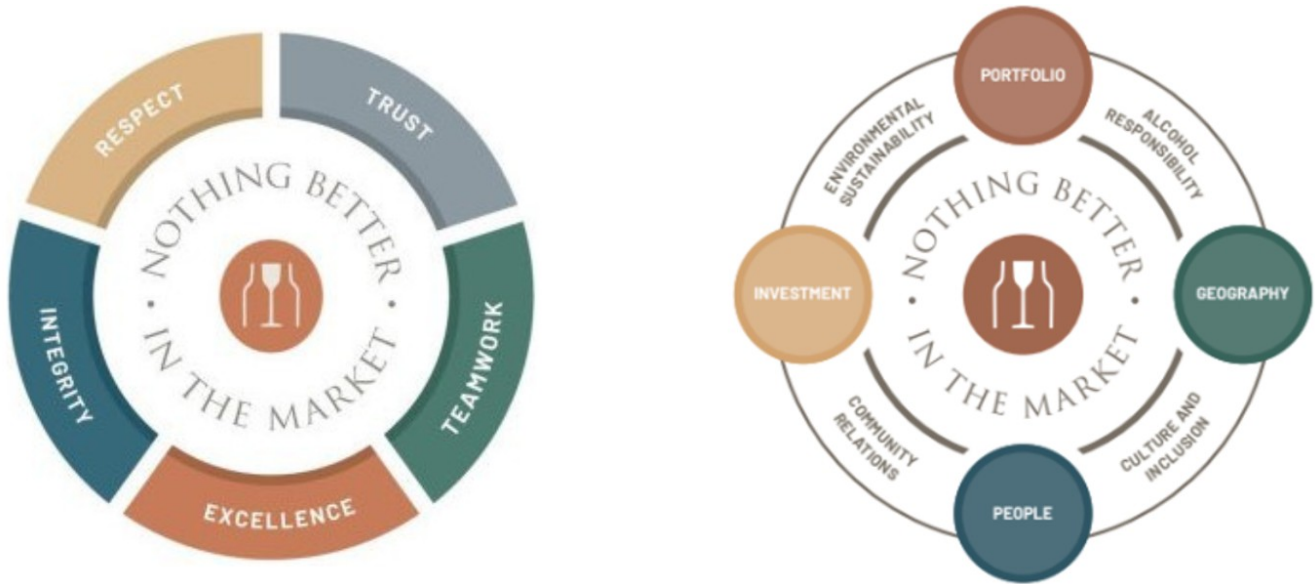 RESPECT
TRUST
TEAMWORK
EXCELLENCE
INTEGRITY
NOTHING BETTER
IN THE MARKET
PORTFOLIO
ALCOHOL
RESPONSIBILITY
GEOGRAPHY
CULTURE AND
INCLUSION
PEOPLE
COMMUNITY
RELATIONS
INVESTMENT
ENVIRONMENTAL
SUSTAINABILITY
NOTHING BETTER
IN THE MARKET